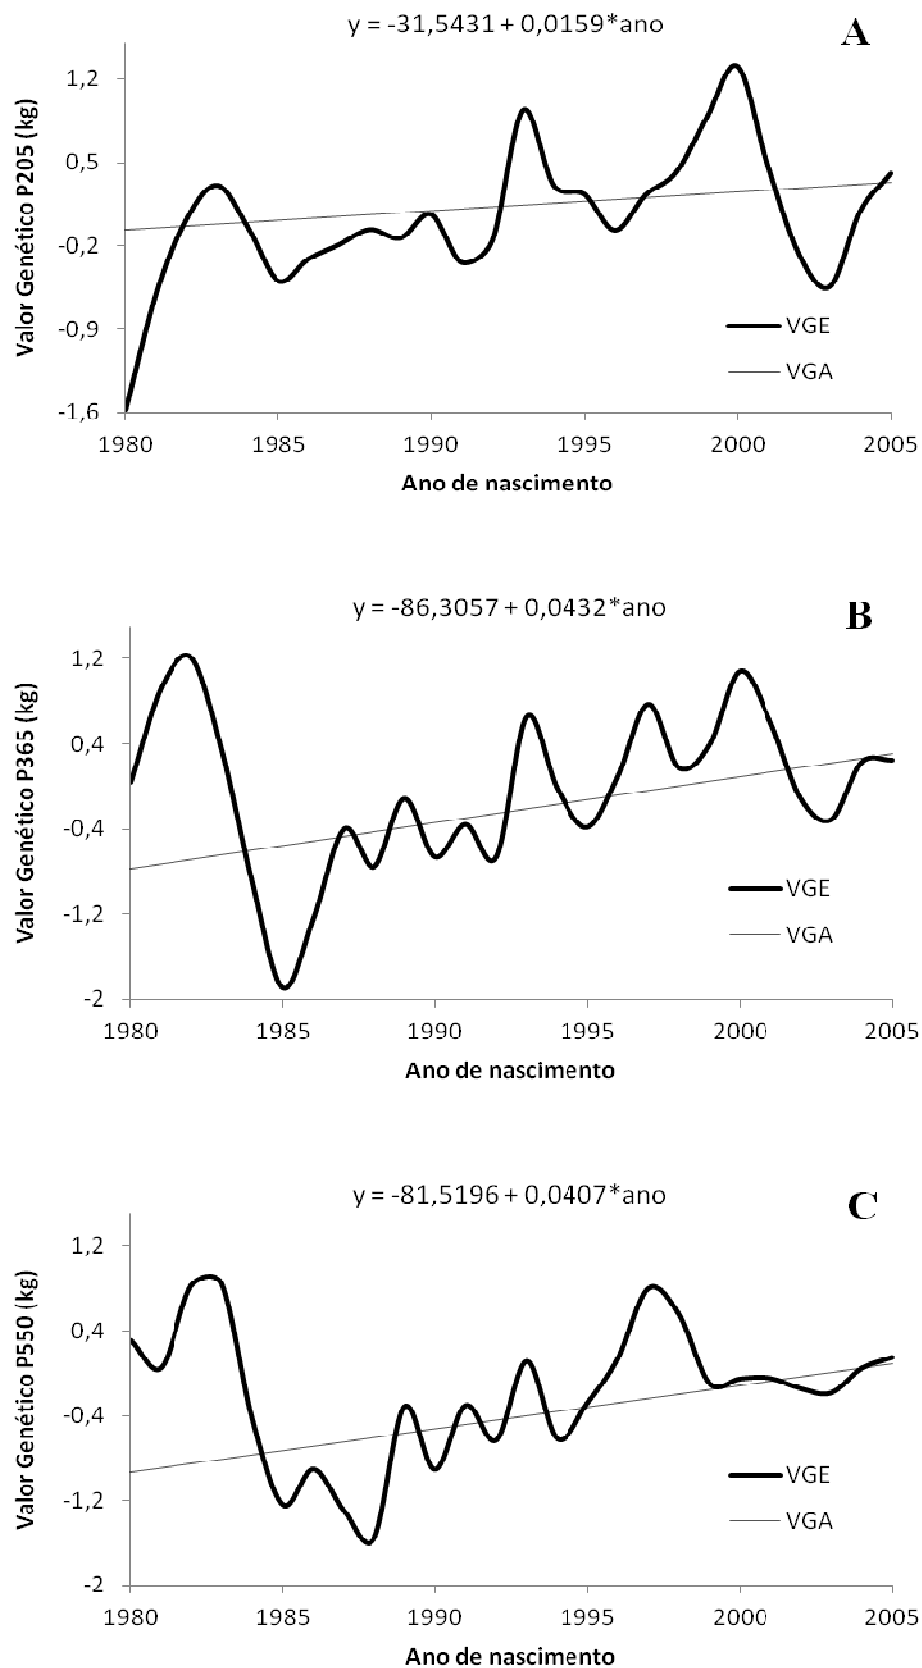 y = -31,5431 + 0,0159*ano
A
Valor Genético P205 (kg)
1,2
0,5
-0,2
-0,9
-1,6
VGE
VGA
1980 1985 1990 1995 2000 2005
Ano de nascimento
y = -86,3057 + 0,0432*ano
B
Valor Genético P365 (kg)
1,2
0,4
-0,4
-1,2
-2
VGE
VGA
1980 1985 1990 1995 2000 2005
Ano de nascimento
y = -81,5196 + 0,0407*ano
C
Valor Genético P550 (kg)
1,2
0,4
-0,4
-1,2
-2
VGE
VGA
1980 1985 1990 1995 2000 2005
Ano de nascimento